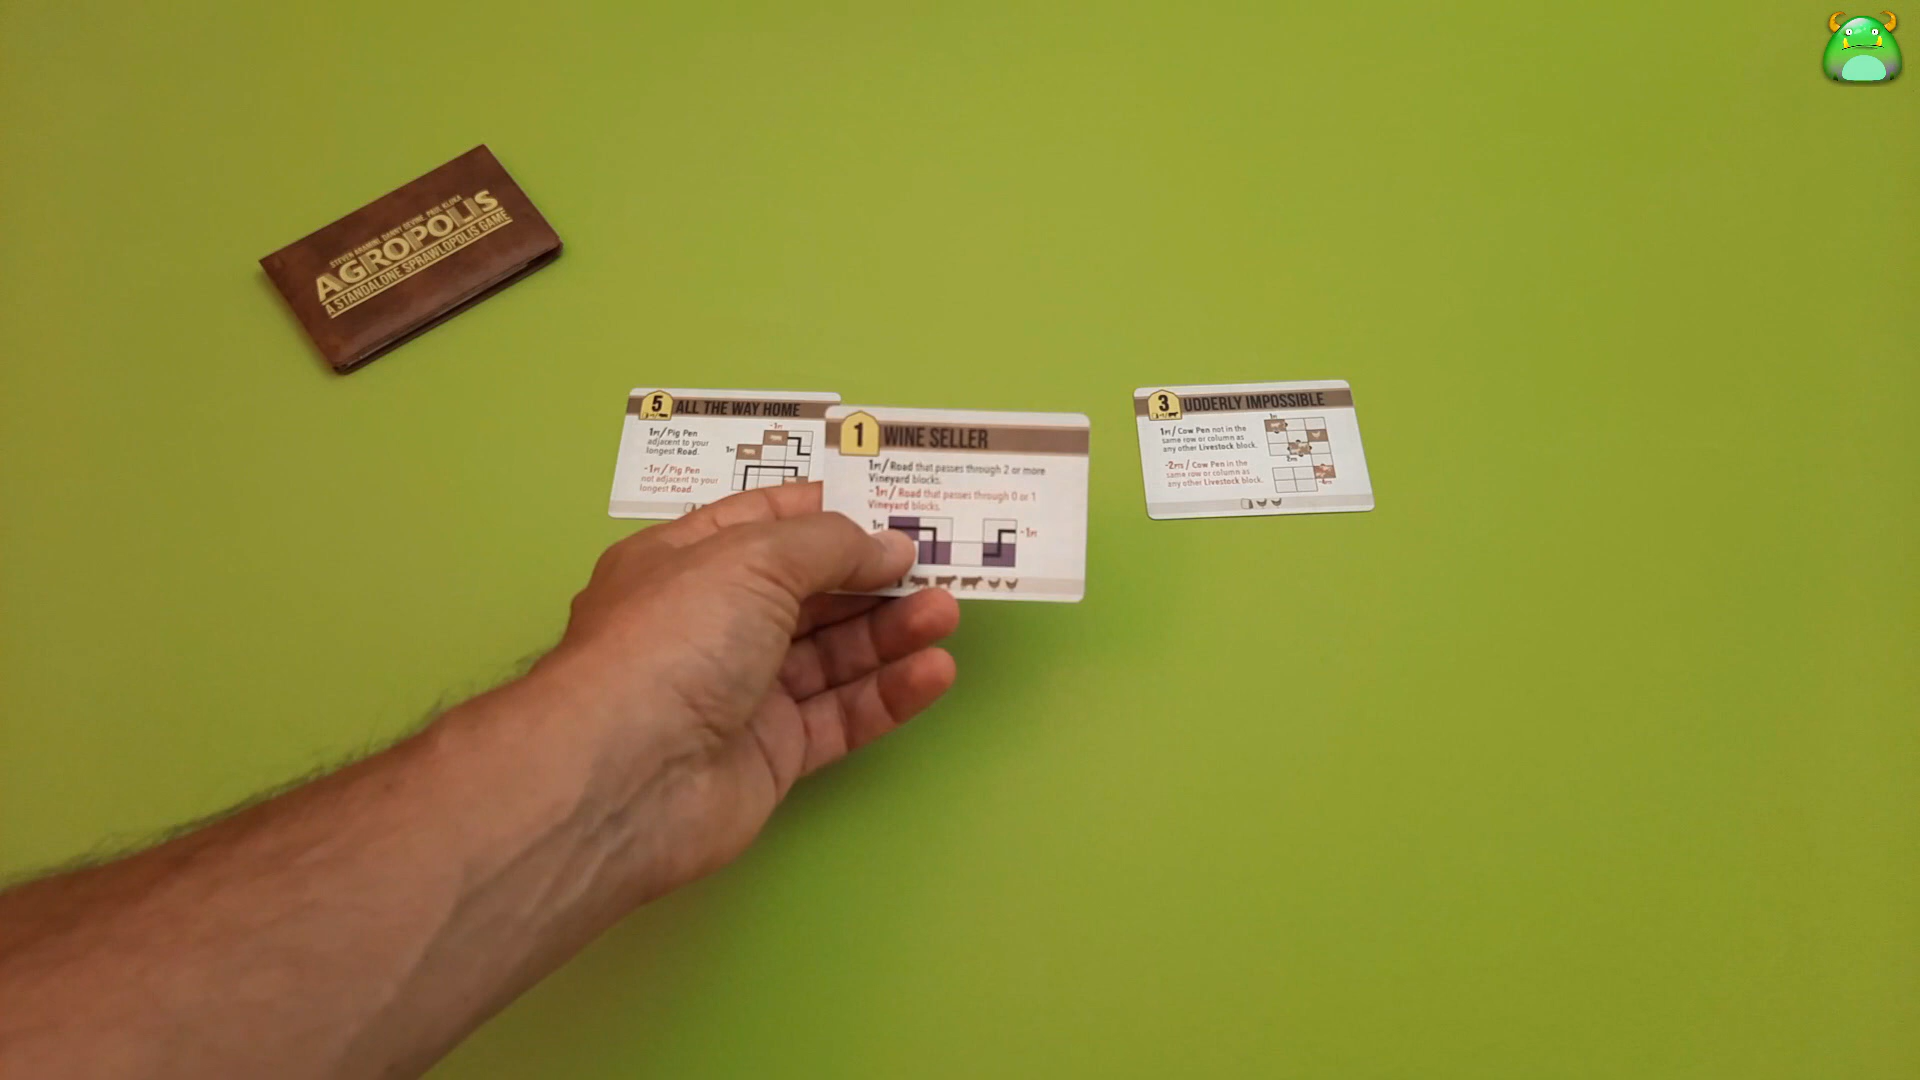 STEVEN ARAMINI, DANNY DEVINE, PAUL KLUKA
AGROPOLIS
A STANDALONE SPRAWLOPOLIS GAME
5
ALL THE WAY HOME
1PT/Pig Pen
adjacent to your
longest Road.
-1PT/Pig Pen
not adjacent to your
longest Road.
-1PT
1PT
1
WINE SELLER
1PT/Road that passes through 2 or more
Vineyard blocks.
-1PT/Road that passes through 0 or 1
Vineyard blocks.
1PT
-1PT
3
UDDERLY IMPOSSIBLE
1PT/Cow Pen not in the
same row or column as
any other Livestock block.
-2PTS/Cow Pen in the
same row or column as
any other Livestock block.
1PT
2PTS